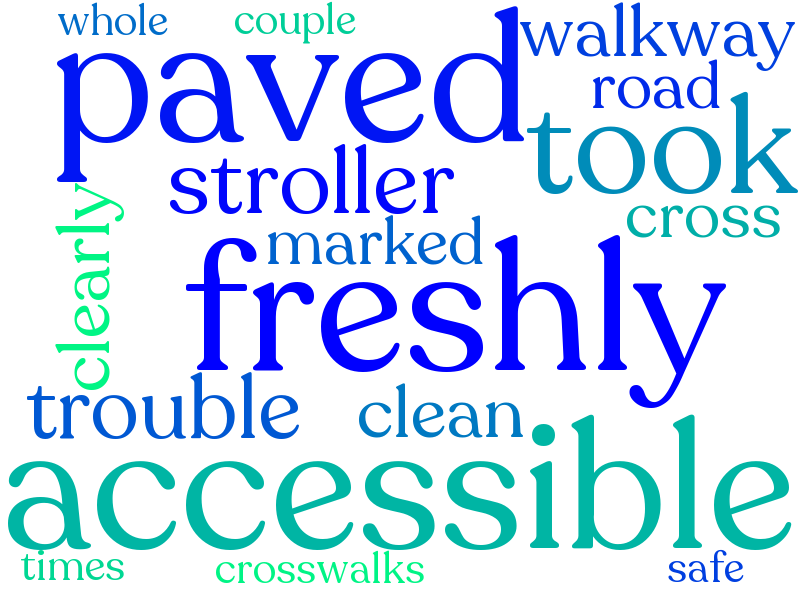 whole
couple
walkway
paved
road
took
stroller
clearly
cross
marked
freshly
trouble
clean
accessible
times
crosswalks
safe